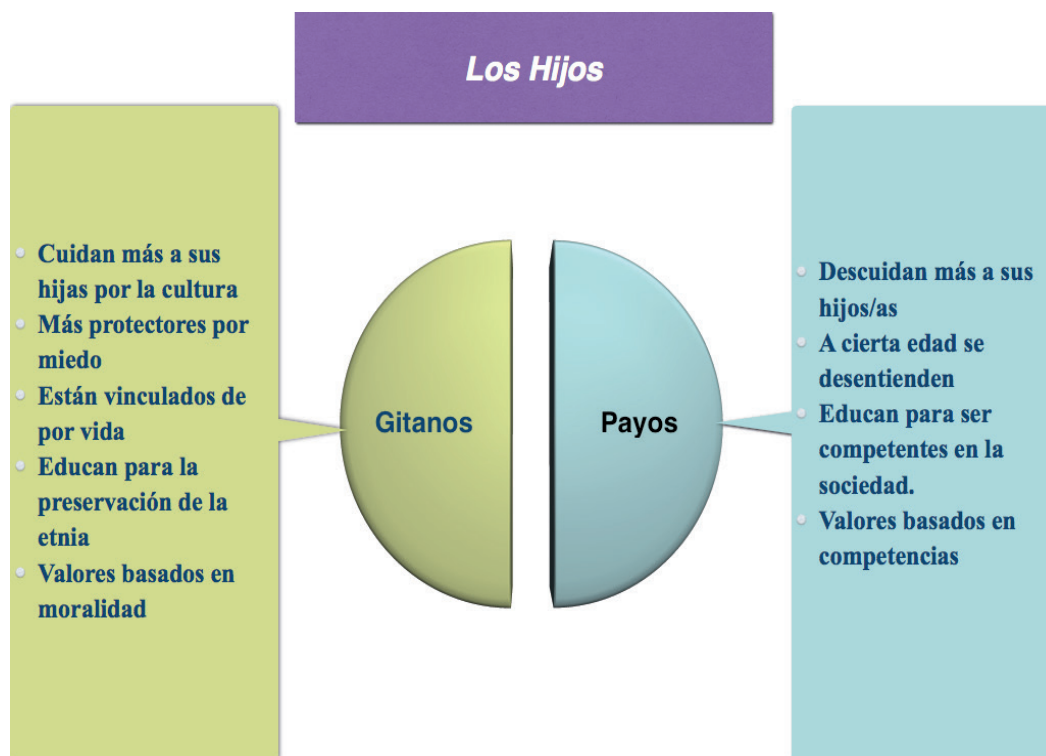 Los Hijos
Cuidan más a sus
hijas por la cultura
Más protectores por
miedo
Están vinculados de
por vida
Educan para la
preservación de la
etnia
Valores basados en
moralidad
Gitanos
Payos
Descuidan más a sus
hijos/as
A cierta edad se
desentienden
Educan para ser
competentes en la
sociedad.
Valores basados en
competencias